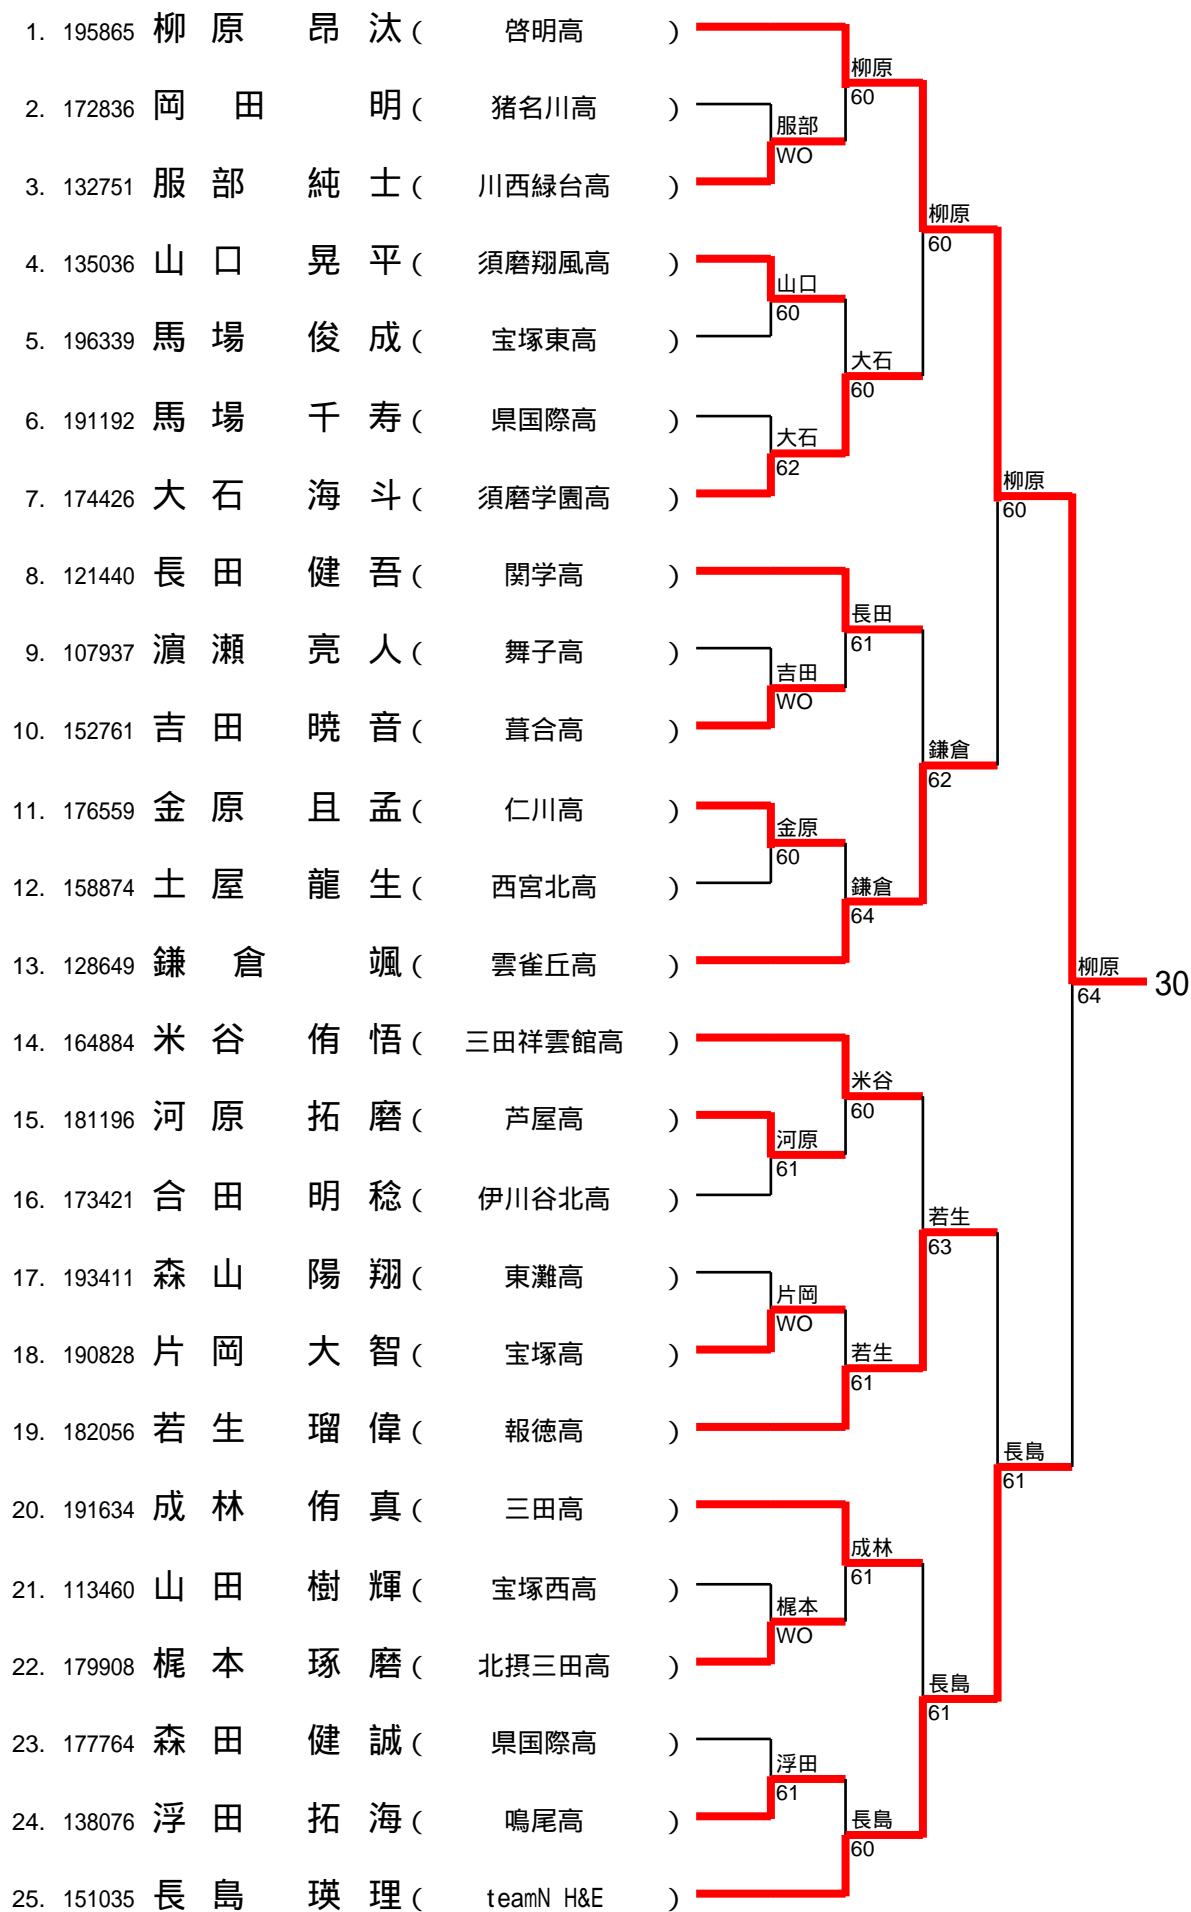 1. 195865 柳原 昂汰 ( 啓明高 )
柳原
60
2. 172836 岡田 明 ( 猪名川高 )
服部
WO
3. 132751 服部 純士 ( 川西緑台高 )
柳原
60
4. 135036 山口 晃平 ( 須磨翔風高 )
山口
60
5. 196339 馬場 俊成 ( 宝塚東高 )
大石
60
6. 191192 馬場 千寿 ( 県国際高 )
大石
62
7. 174426 大石 海斗 ( 須磨学園高 )
柳原
60
8. 121440 長田 健吾 ( 関学高 )
長田
61
9. 107937 濵瀬 亮人 ( 舞子高 )
吉田
WO
10. 152761 吉田 暁音 ( 葺合高 )
鎌倉
62
11. 176559 金原 且孟 ( 仁川高 )
金原
60
12. 158874 土屋 龍生 ( 西宮北高 )
鎌倉
64
13. 128649 鎌倉 颯 ( 雲雀丘高 )
柳原
64
30
14. 164884 米谷 侑悟 ( 三田祥雲館高 )
米谷
60
15. 181196 河原 拓磨 ( 芦屋高 )
河原
61
16. 173421 合田 明稔 ( 伊川谷北高 )
若生
63
17. 193411 森山 陽翔 ( 東灘高 )
片岡
WO
18. 190828 片岡 大智 ( 宝塚高 )
若生
61
19. 182056 若生 瑠偉 ( 報徳高 )
長島
61
20. 191634 成林 侑真 ( 三田高 )
成林
61
21. 113460 山田 樹輝 ( 宝塚西高 )
梶本
WO
22. 179908 梶本 琢磨 ( 北摂三田高 )
長島
61
23. 177764 森田 健誠 ( 県国際高 )
浮田
61
24. 138076 浮田 拓海 ( 鳴尾高 )
長島
60
25. 151035 長島 瑛理 ( teamN H&E )